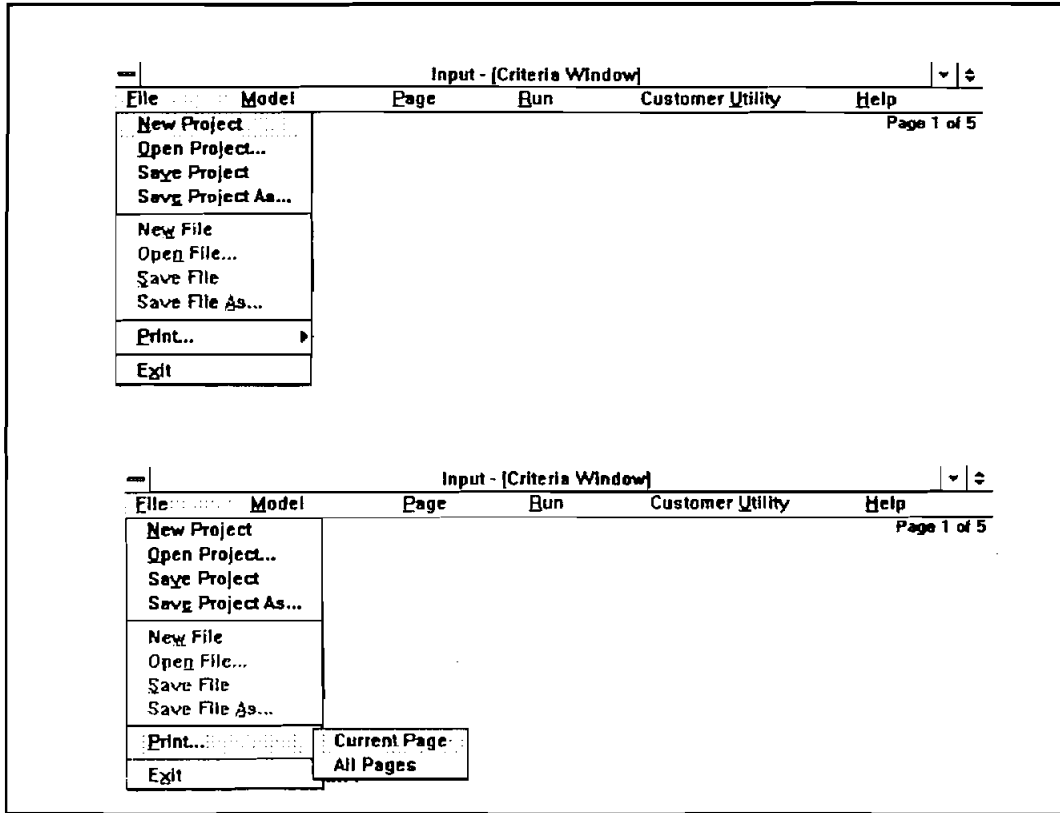 Input - [Criteria Window]
File Model Page Run Customer Utility Help
Page 1 of 5
New Project
Open Project...
Save Project
Save Project As...
New File
Open File...
Save File
Save File As...
Print...
Exit
Input - [Criteria Window]
File Model Page Run Customer Utility Help
Page 1 of 5
New Project
Open Project...
Save Project
Save Project As...
New File
Open File...
Save File
Save File As...
Print... Current Page
All Pages
Exit